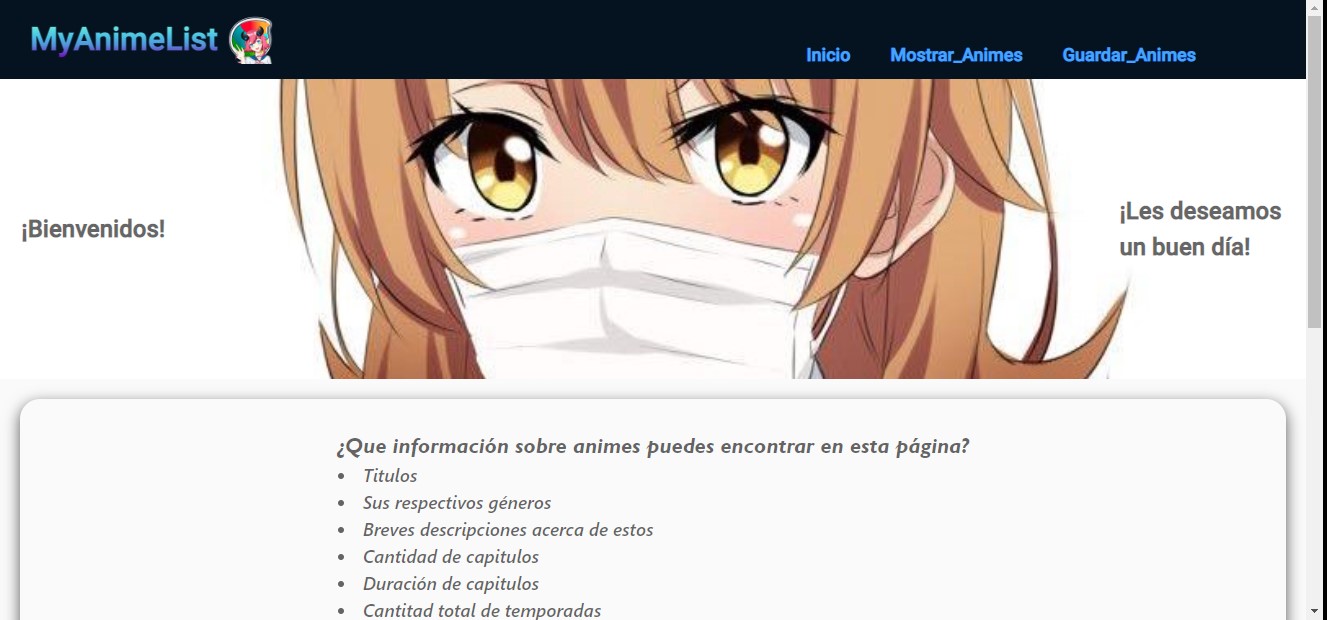 MyAnimeList
Inicio Mostrar_Animes Guardar_Animes
¡Bienvenidos!
¡Les deseamos
un buen día!
¿Que información sobre animes puedes encontrar en esta página?
• Titulos
• Sus respectivos géneros
• Breves descripciones acerca de estos
• Cantidad de capitulos
• Duración de capitulos
• Cantitad total de temporadas